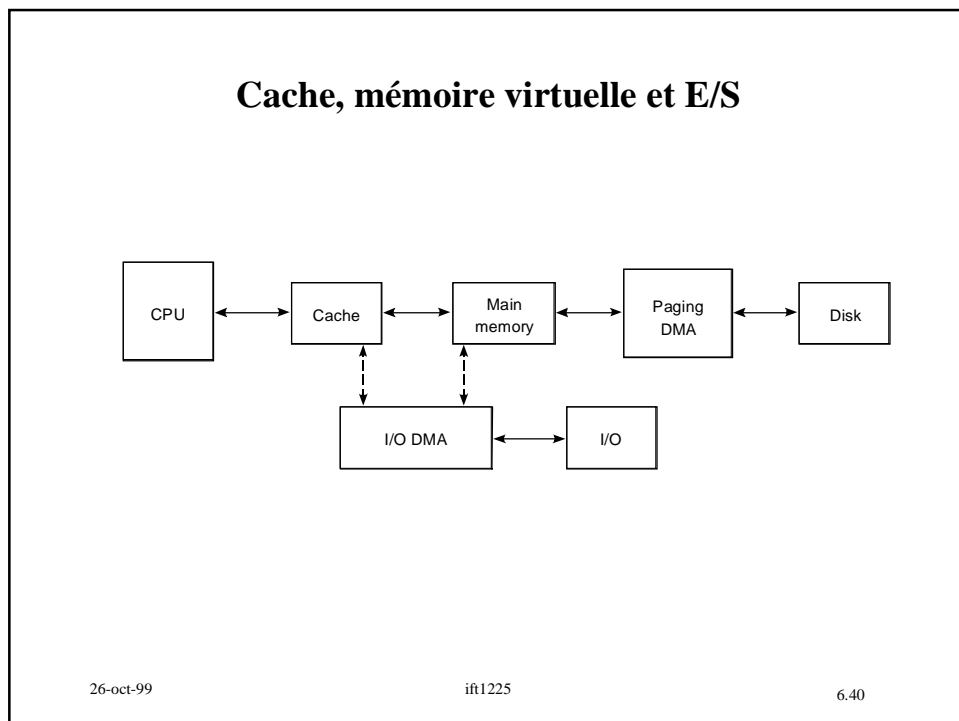 Cache, mémoire virtuelle et E/S
CPU
Cache
Main
memory
Paging
DMA
Disk
I/O DMA
I/O
26-oct-99
ift1225
6.40